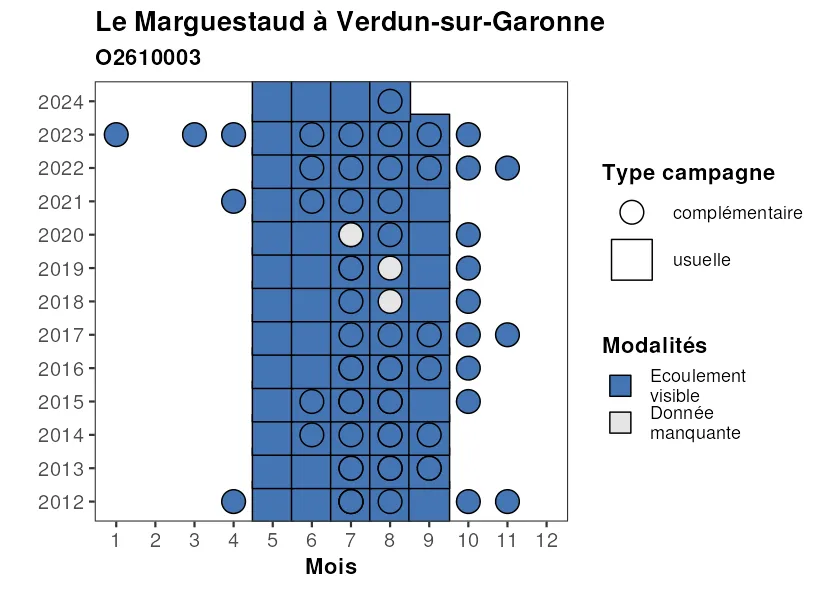 Le Marguestaud à Verdun-sur-Garonne
O2610003
2024
2023
2022
2021
2020
2019
2018
2017
2016
2015
2014
2013
2012
1 2 3 4 5 6 7 8 9 10 11 12
Mois
Type campagne
complémentaire
usuelle
Modalités
Ecoulement
visible
Donnée
manquante